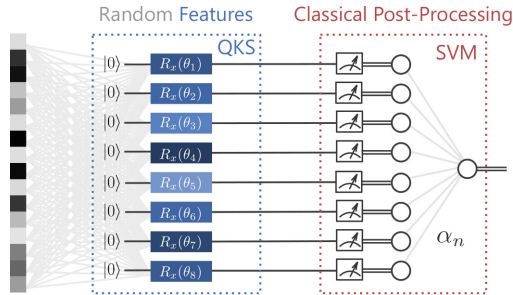 Random Features
Classical Post-Processing
QKS
SVM
|0⟩ Rx(θ1)
|0⟩ Rx(θ2)
|0⟩ Rx(θ3)
|0⟩ Rx(θ4)
|0⟩ Rx(θ5)
|0⟩ Rx(θ6)
|0⟩ Rx(θ7)
|0⟩ Rx(θ8)
αn